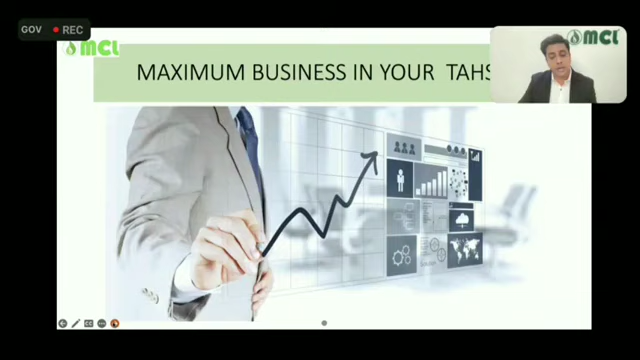 GOV REC
MCL
MCL
MAXIMUM BUSINESS IN YOUR TAHS